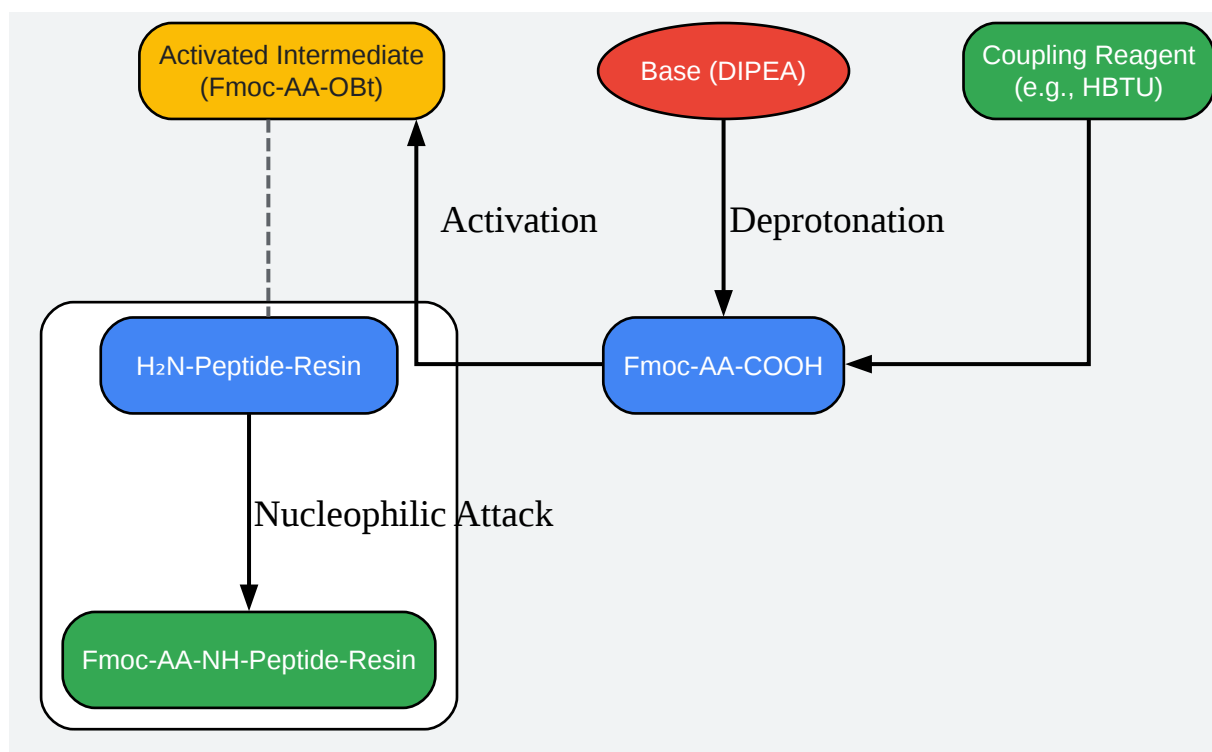 Activated Intermediate
(Fmoc-AA-OBt)
Base (DIPEA)
Coupling Reagent
(e.g., HBTU)
Activation
Deprotonation
H₂N-Peptide-Resin
Fmoc-AA-COOH
Nucleophilic Attack
Fmoc-AA-NH-Peptide-Resin